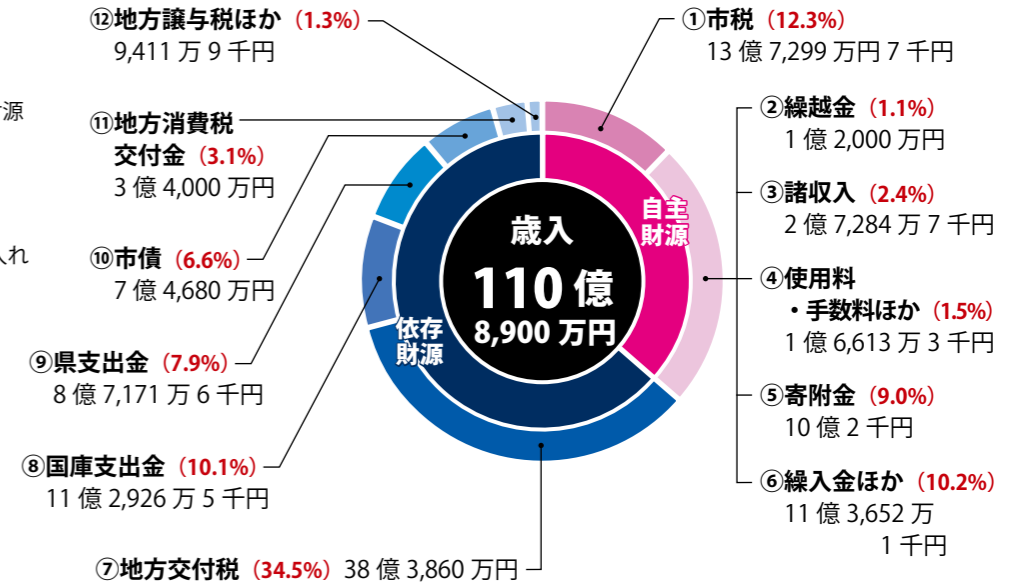 ⑫地方譲与税ほか（1.3%）
9,411 万 9 千円
①市税（12.3%）
13 億 7,299 万円 7 千円
源
⑪地方消費税
交付金（3.1%）
3 億 4,000 万円
②繰越金（1.1%）
1 億 2,000 万円
③諸収入（2.4%）
2 億 7,284 万 7 千円
入れ
⑩市債（6.6%）
7 億 4,680 万円
④使用料
・手数料ほか（1.5%）
1 億 6,613 万 3 千円
自主
財源
歳入
110 億
8,900 万円
依存
財源
⑨県支出金（7.9%）
8 億 7,171 万 6 千円
⑤寄附金（9.0%）
10 億 2 千円
⑧国庫支出金（10.1%）
11 億 2,926 万 5 千円
⑥繰入金ほか（10.2%）
11 億 3,652 万
1 千円
⑦地方交付税（34.5%）38 億 3,860 万円